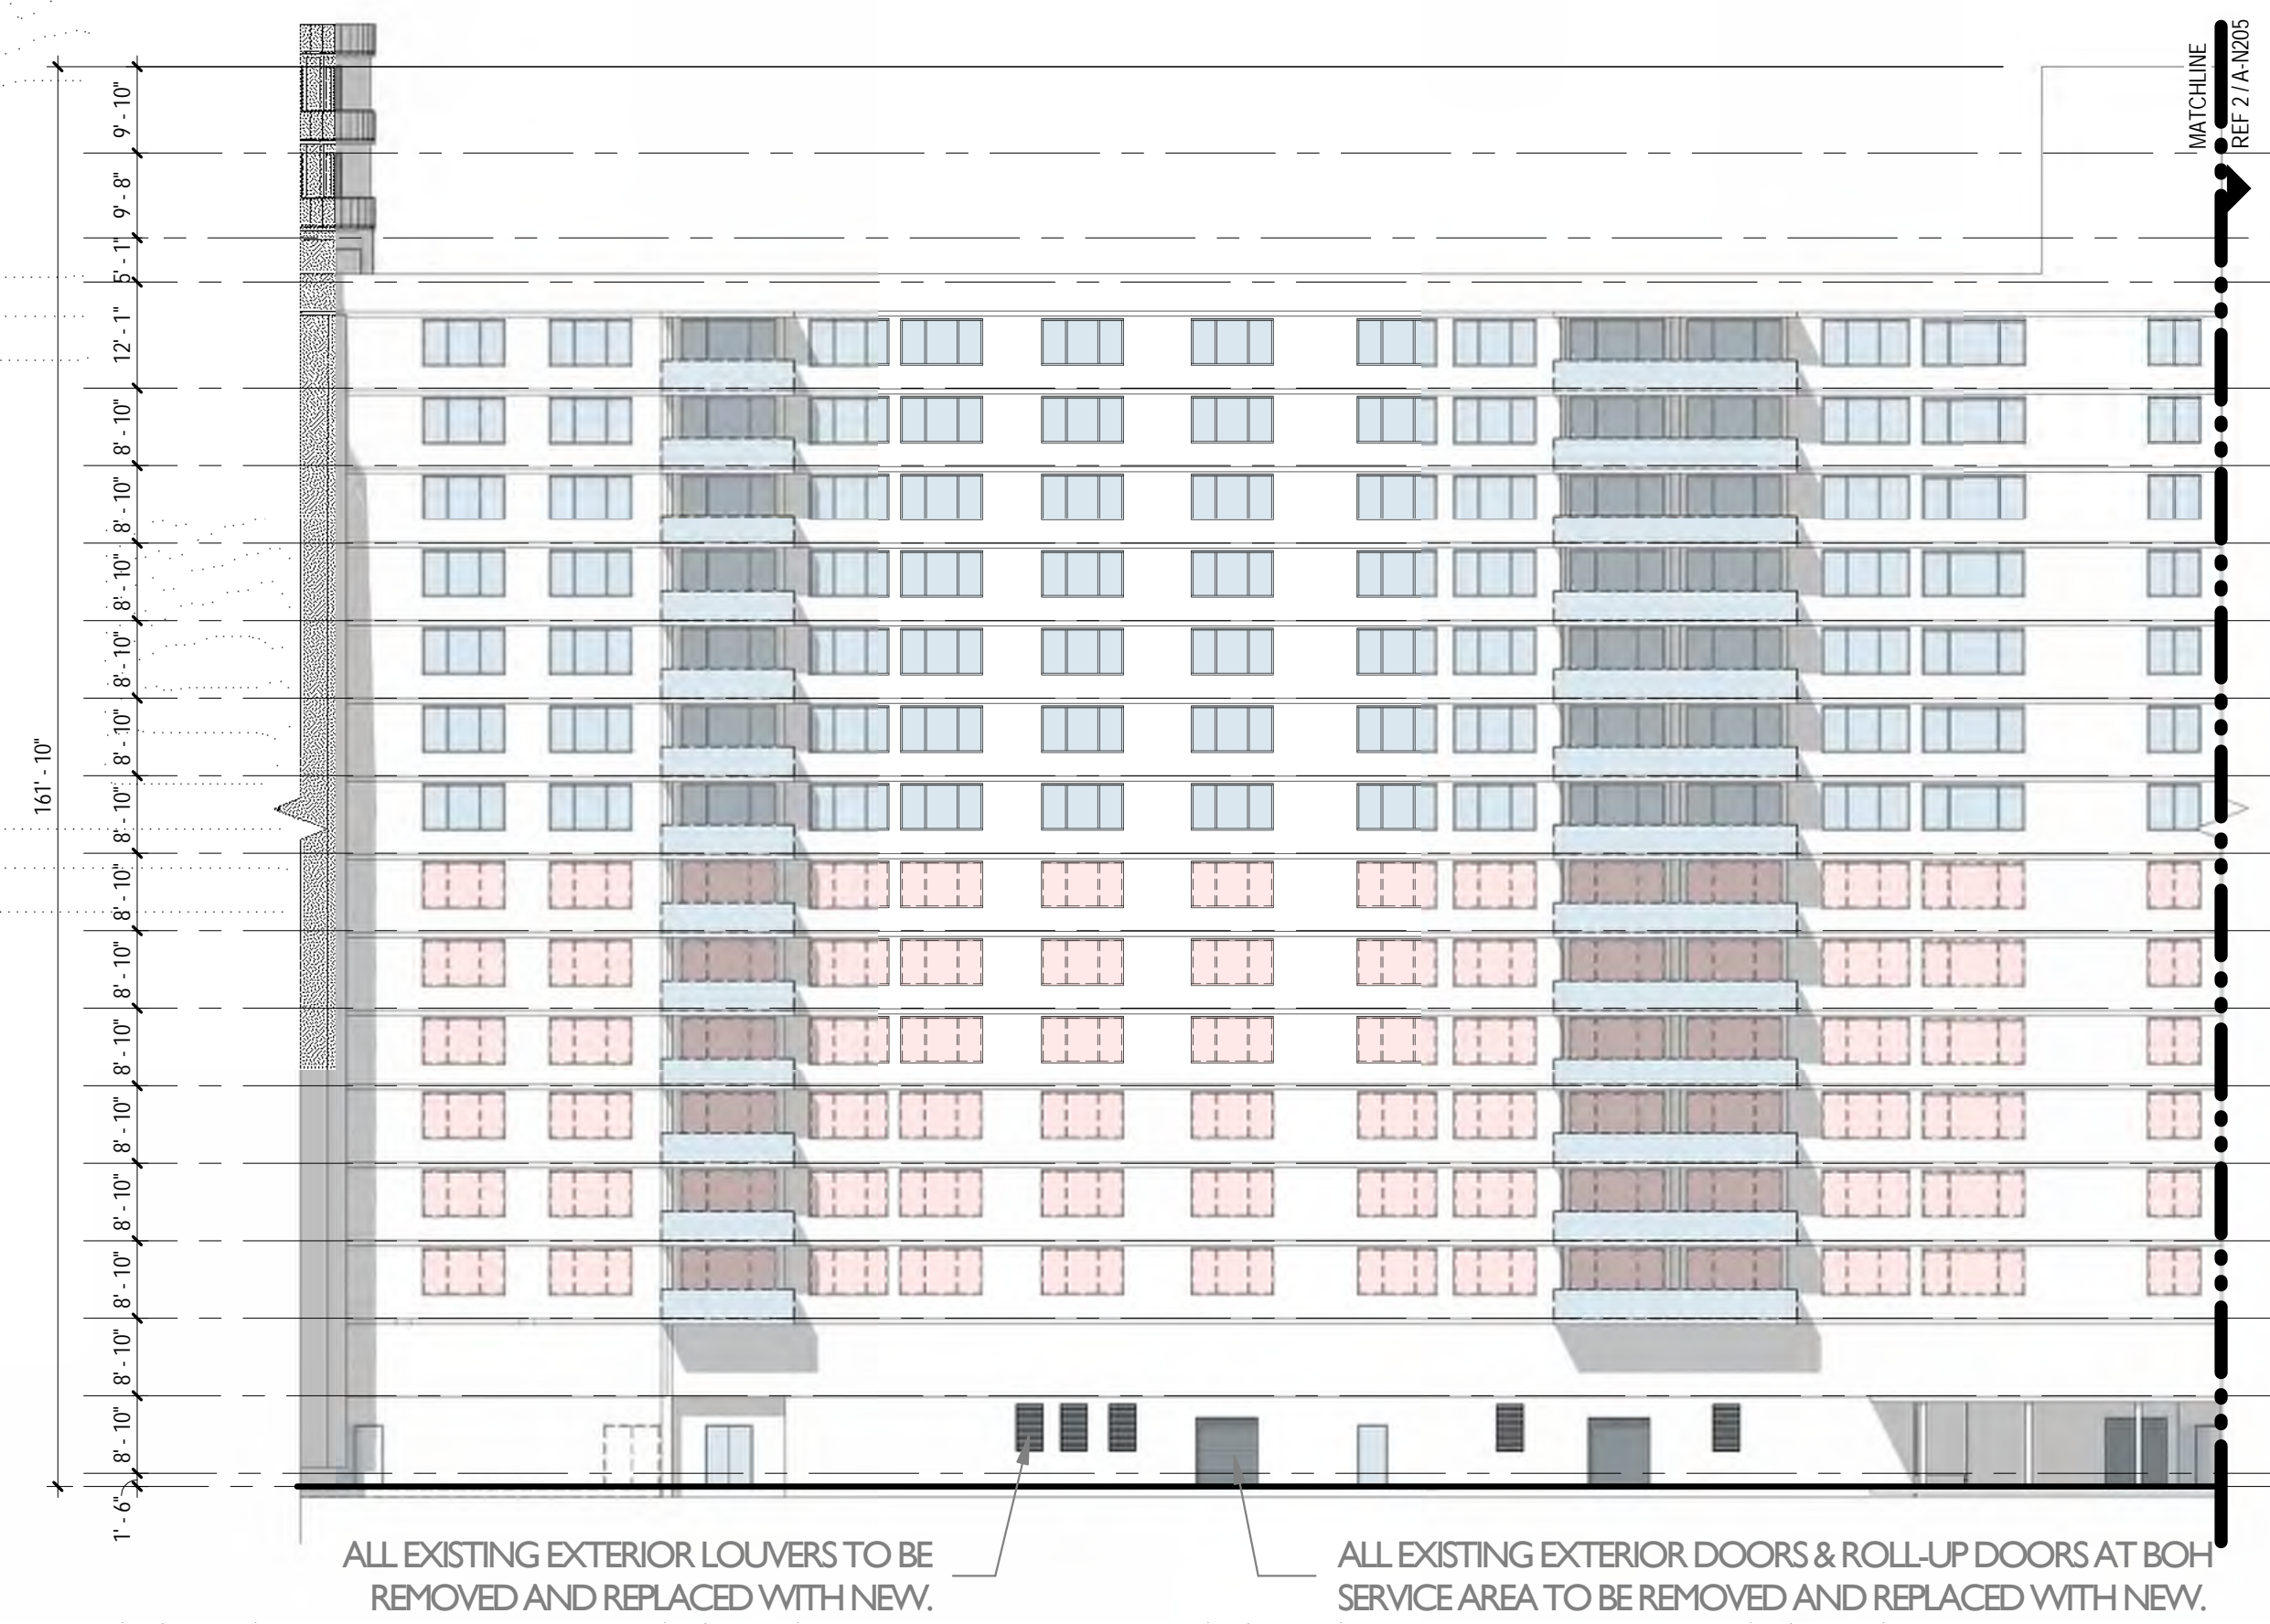 MATCHLINE
REF 2 / A-N205
9' - 10"
9' - 8"
5' - 1"
12' - 1"
8' - 10"
8' - 10"
8' - 10"
8' - 10"
8' - 10"
8' - 10"
8' - 10"
8' - 10"
8' - 10"
8' - 10"
8' - 10"
8' - 10"
8' - 10"
8' - 10"
1' - 6"
161' - 10"
ALL EXISTING EXTERIOR LOUVERS TO BE
REMOVED AND REPLACED WITH NEW.
ALL EXISTING EXTERIOR DOORS & ROLL-UP DOORS AT BOH
SERVICE AREA TO BE REMOVED AND REPLACED WITH NEW.